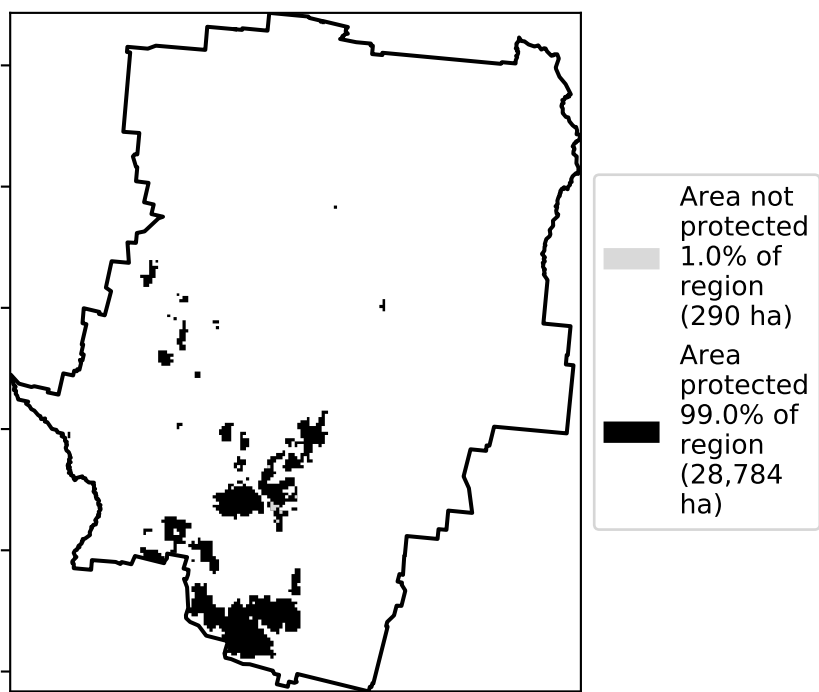 Area not
protected
1.0% of
region
(290 ha)
Area
protected
99.0% of
region
(28,784
ha)